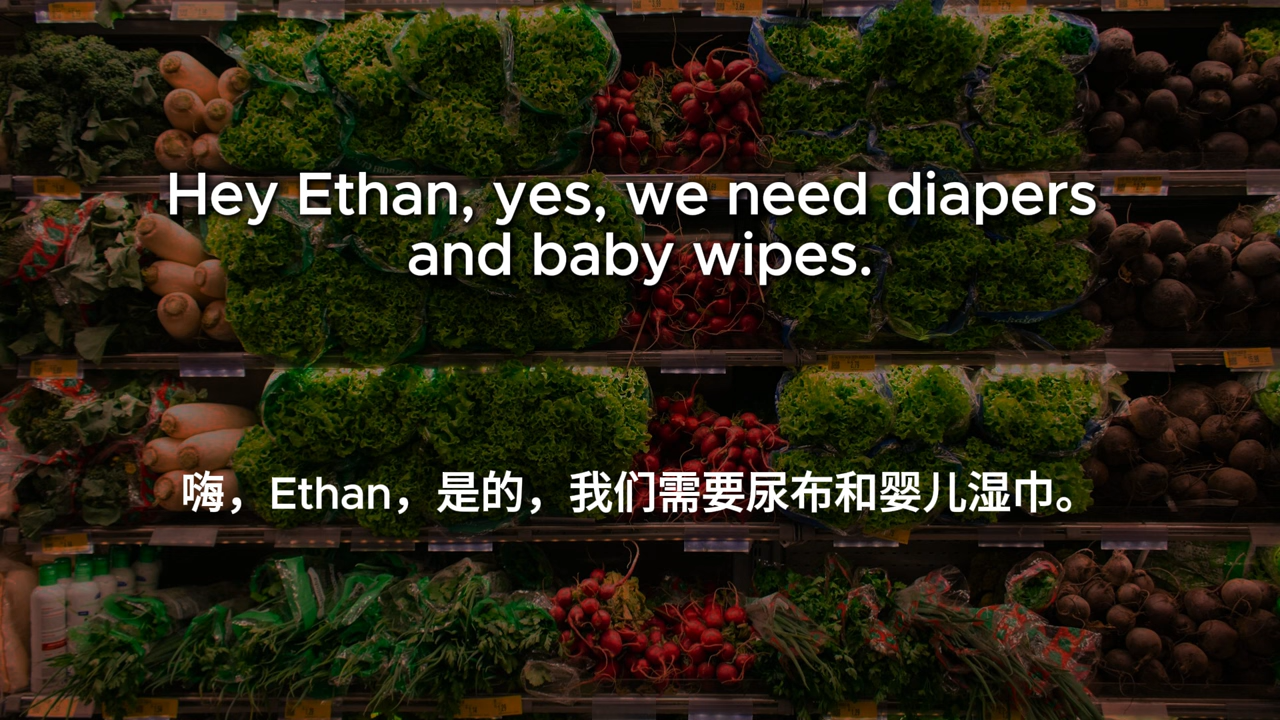 Hey Ethan, yes, we need diapers
and baby wipes.
嗨，Ethan，是的，我们需要尿布和婴儿湿巾。